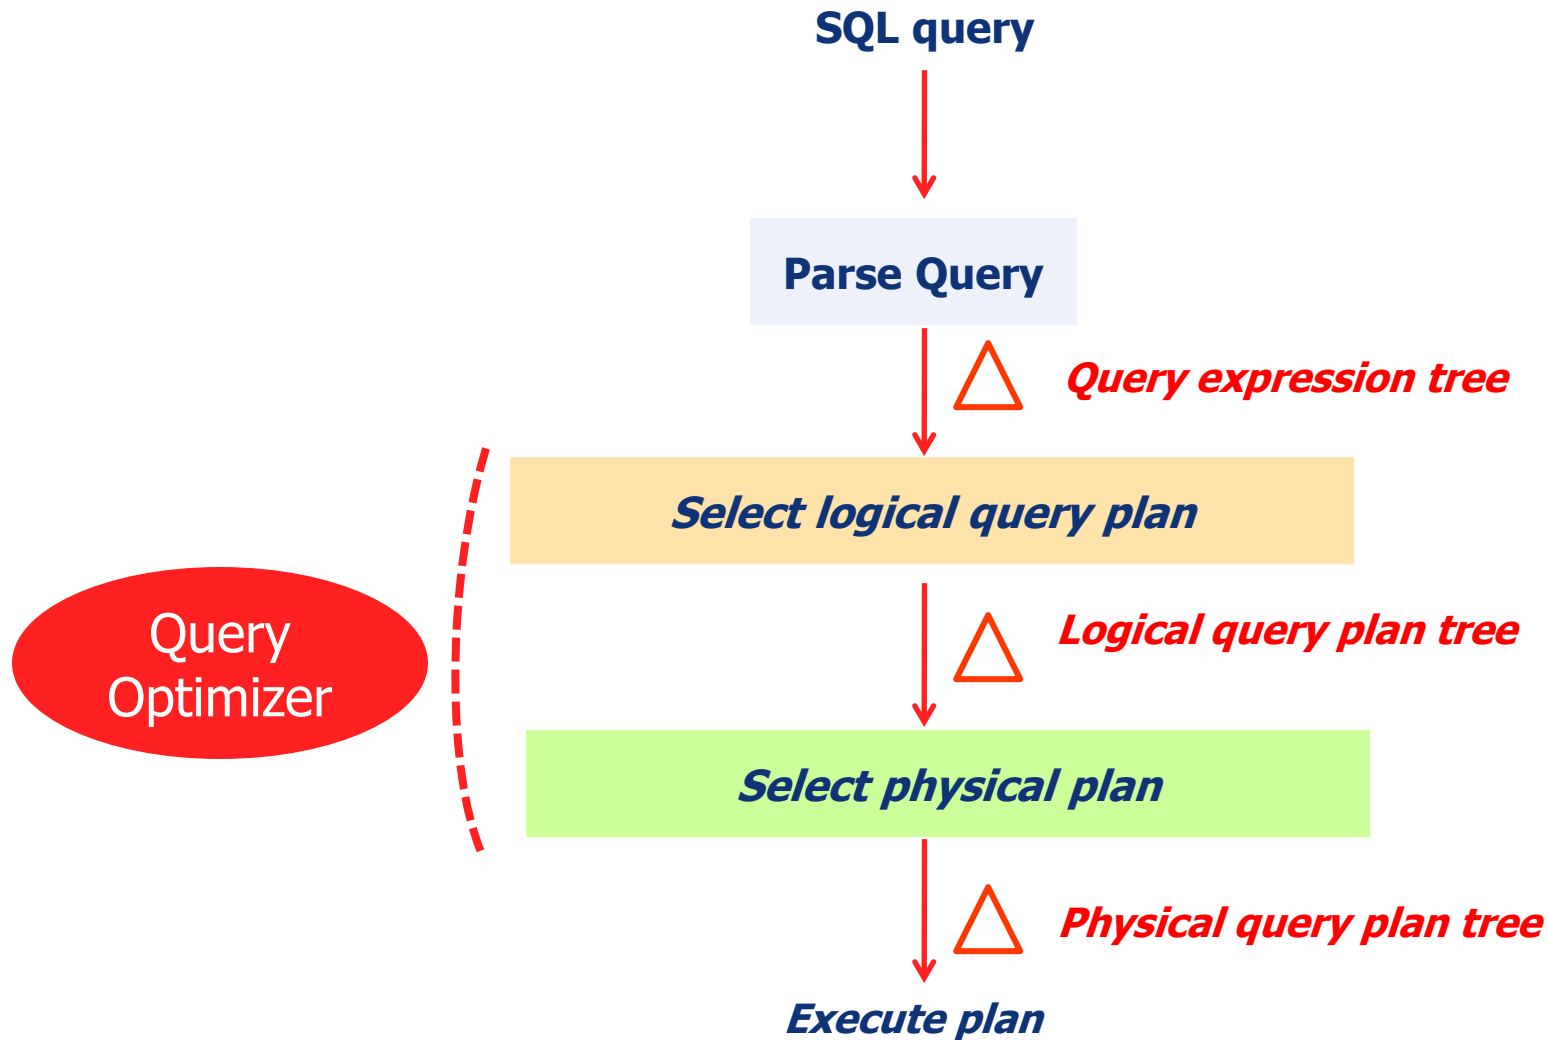 SQL query
Parse Query
Query expression tree
Select logical query plan
Query
Optimizer
Logical query plan tree
Select physical plan
Physical query plan tree
Execute plan